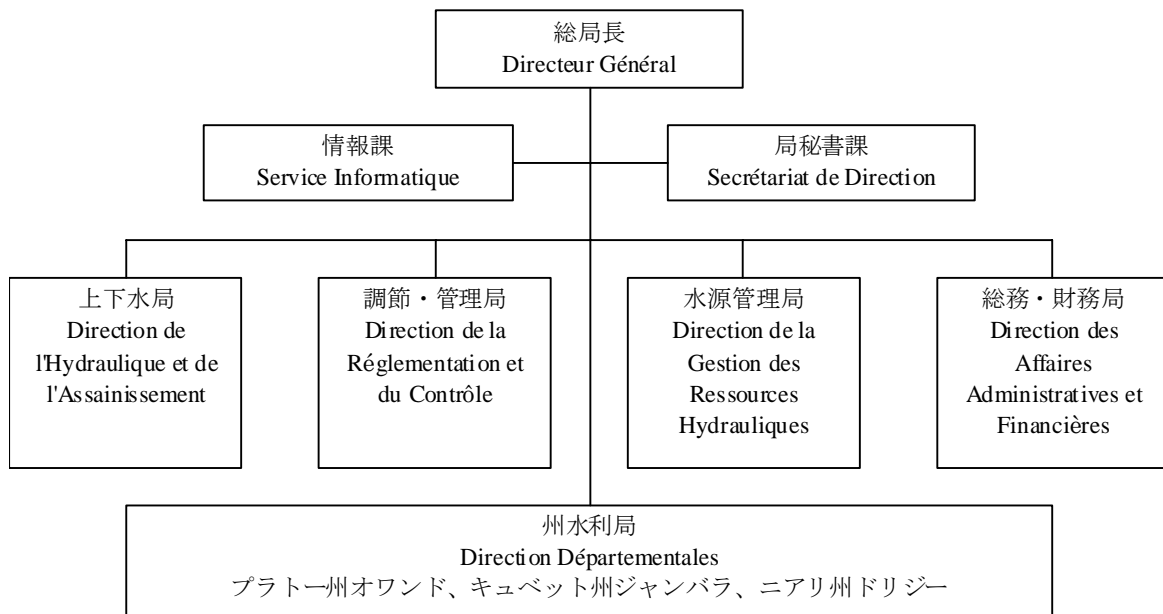 総局長
Directeur Général
情報課
Service Informatique
局秘書課
Secrétariat de Direction
上下水局
Direction de
l'Hydraulique et de
l'Assainissement
調節・管理局
Direction de la
Réglementation et
du Contrôle
水源管理局
Direction de la
Gestion des
Ressources
Hydrauliques
総務・財務局
Direction des
Affaires
Administratives et
Financières
州水利局
Direction Départementales
プラトー州オワンド、キュベット州ジャンバラ、ニアリ州ドリジー